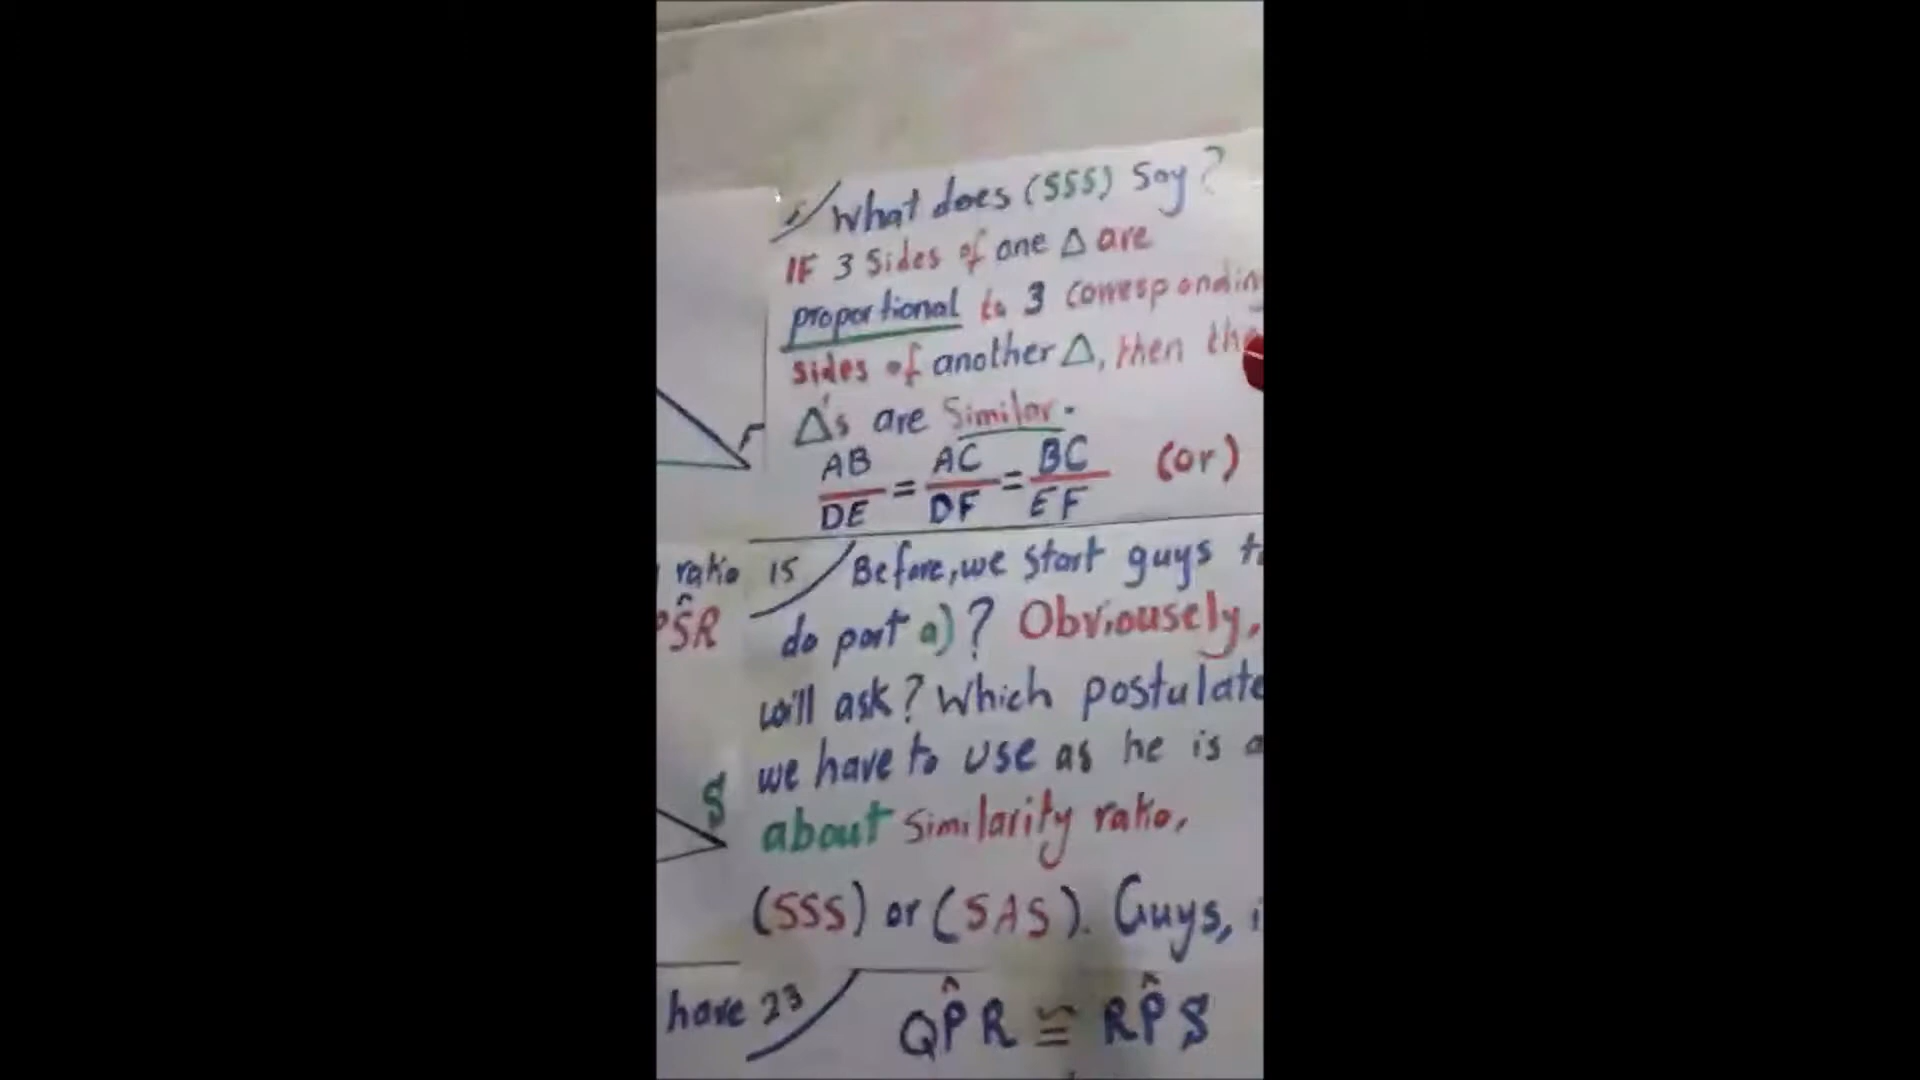 What does (SSS) Say?
IF 3 Sides of one Δ are
proportional to 3 correspondin
sides of another Δ, then the
Δ's are Similar.
AB/DE = AC/DF = BC/EF (or)
ratio 15
PŜR
Before, we start guys t
do part a)? Obviousely,
will ask? Which postulate
we have to use as he is a
about similarity ratio,
S
(SSS) or (SAS). Guys, i
have 23
QP̂R ≅ RP̂S